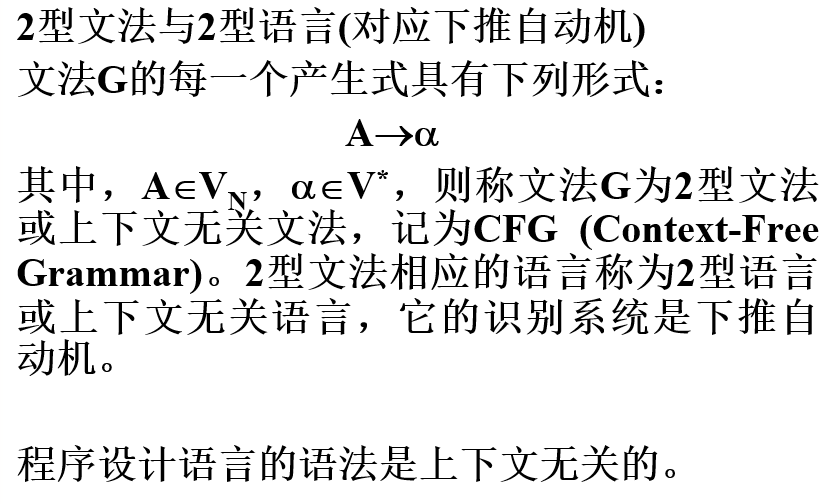 2型文法与2型语言(对应下推自动机)
文法G的每一个产生式具有下列形式：
A→α
其中，A∈V_N，α∈V*，则称文法G为2型文法
或上下文无关文法，记为CFG (Context-Free
Grammar)。2型文法相应的语言称为2型语言
或上下文无关语言，它的识别系统是下推自
动机。
程序设计语言的语法是上下文无关的。